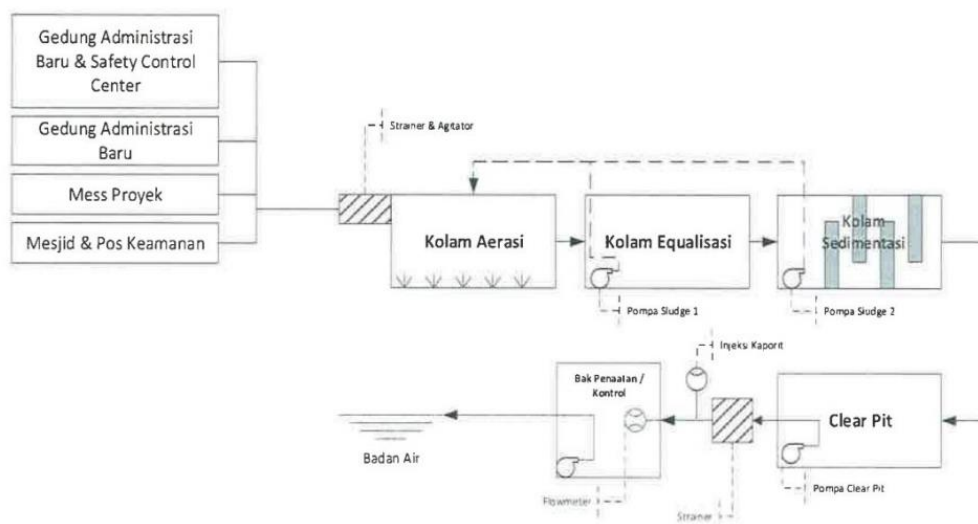 Gedung Administrasi
Baru & Safety Control
Center
Gedung Administrasi
Baru
Mess Proyek
Mesjid & Pos Keamanan
Strainer & Agitator
Kolam Aerasi
Kolam Equalisasi
Kolam
Sedimentasi
Pompa Sludge 1
Pompa Sludge 2
Injeksi Kaporit
Bak Penaatan /
Kontrol
Clear Pit
Badan Air
Flowmeter
Strainer
Pompa Clear Pit